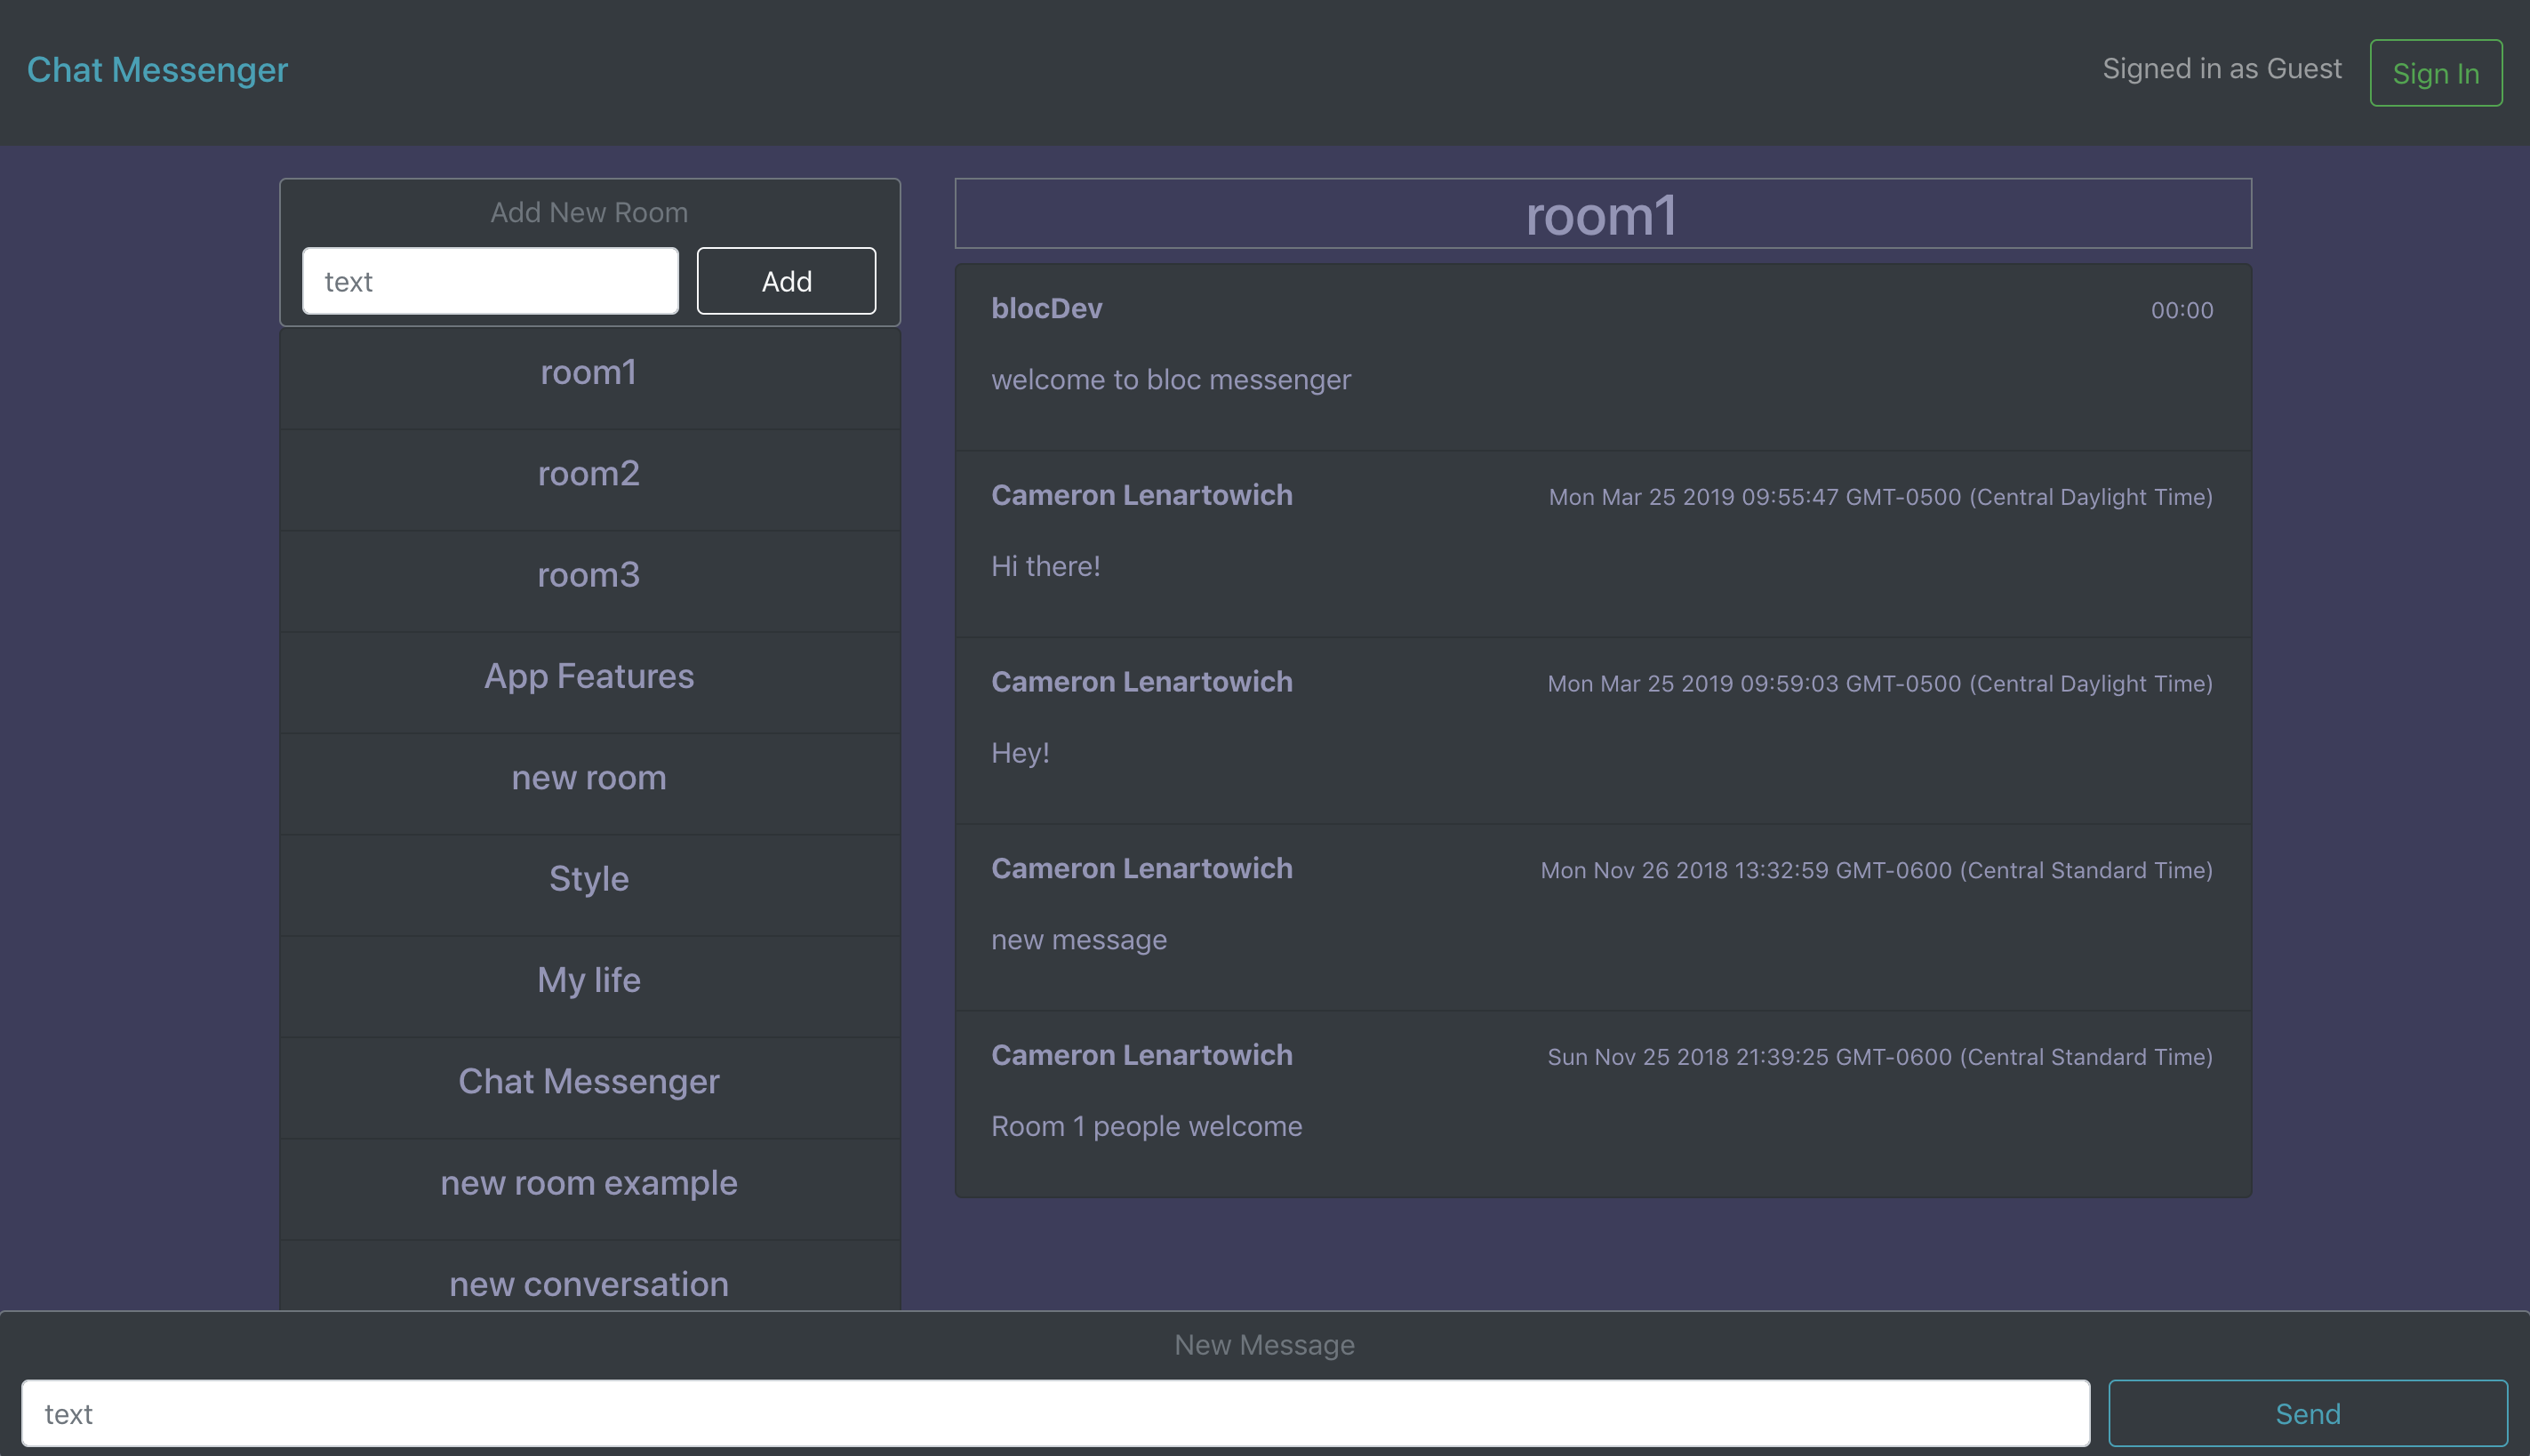 Chat Messenger
Signed in as Guest
Sign In
Add New Room
text
Add
room1
room2
room3
App Features
new room
Style
My life
Chat Messenger
new room example
new conversation
room1
blocDev
00:00
welcome to bloc messenger
Cameron Lenartowich
Mon Mar 25 2019 09:55:47 GMT-0500 (Central Daylight Time)
Hi there!
Cameron Lenartowich
Mon Mar 25 2019 09:59:03 GMT-0500 (Central Daylight Time)
Hey!
Cameron Lenartowich
Mon Nov 26 2018 13:32:59 GMT-0600 (Central Standard Time)
new message
Cameron Lenartowich
Sun Nov 25 2018 21:39:25 GMT-0600 (Central Standard Time)
Room 1 people welcome
New Message
text
Send